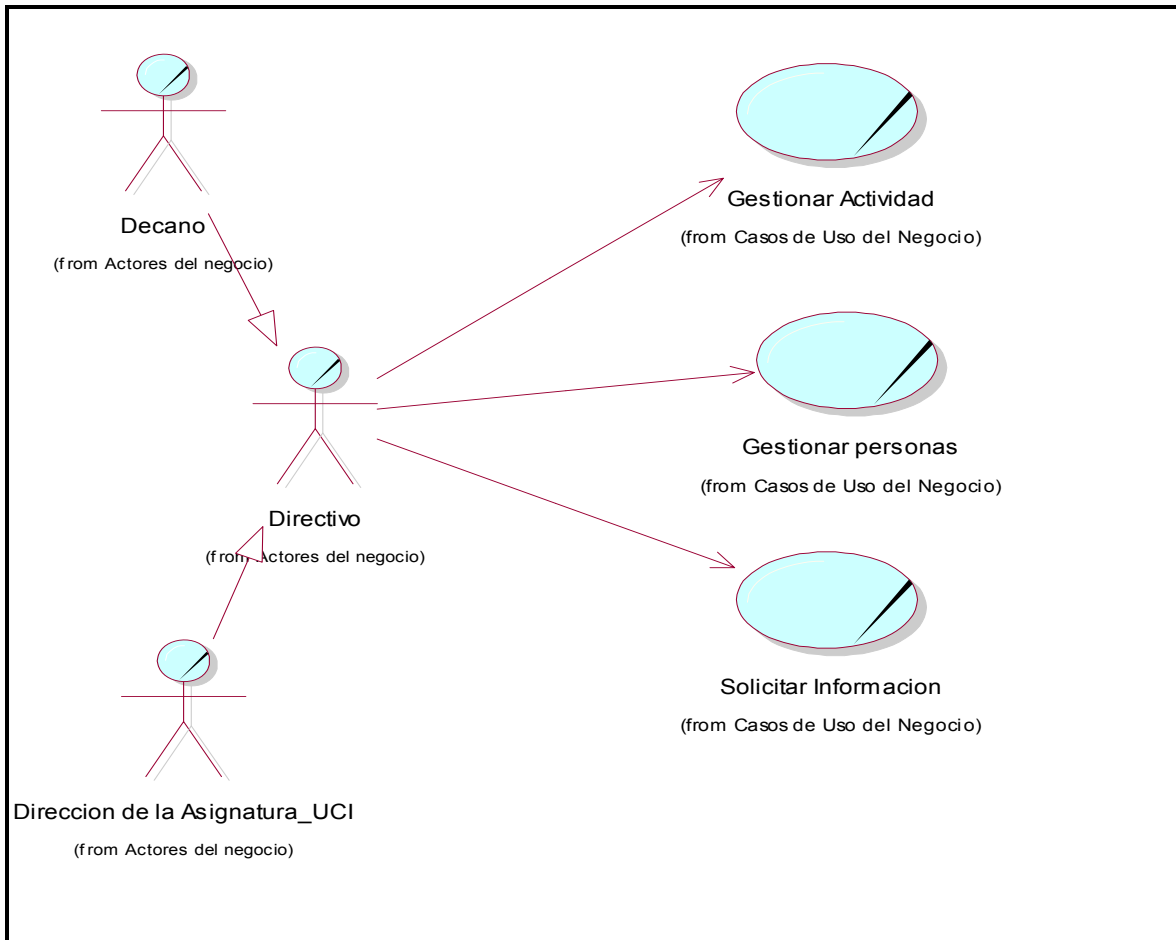 Decano
(from Actores del negocio)
Gestionar Actividad
(from Casos de Uso del Negocio)
Directivo
(from Actores del negocio)
Gestionar personas
(from Casos de Uso del Negocio)
Direccion de la Asignatura_UCI
(from Actores del negocio)
Solicitar Informacion
(from Casos de Uso del Negocio)